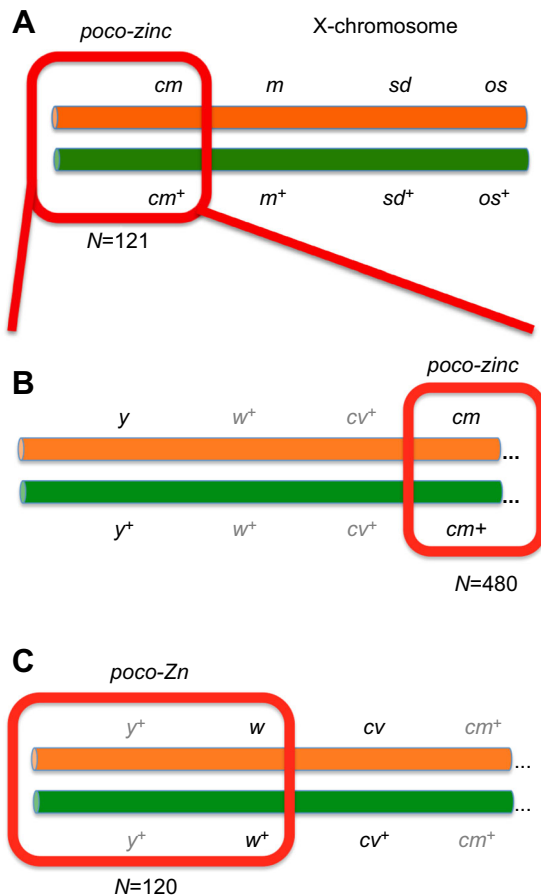 A
poco-zinc X-chromosome
cm m sd os
cm+ m+ sd+ os+
N=121
B
poco-zinc
y w+ cv+ cm
...
...
y+ w+ cv+ cm+
N=480
C
poco-Zn
y+ w cv cm+
...
...
y+ w+ cv+ cm+
N=120